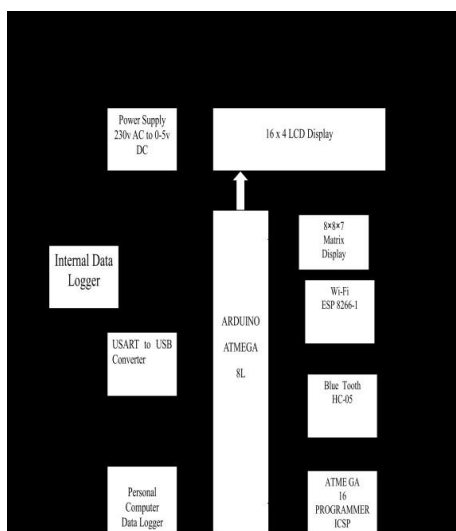 Power Supply
230v AC to 0-5v
DC
16 x 4 LCD Display
8×8×7
Matrix
Display
Internal Data
Logger
Wi-Fi
ESP 8266-1
ARDUINO
ATMEGA
8L
USART to USB
Converter
Blue Tooth
HC-05
Personal
Computer
Data Logger
ATME GA
16
PROGRAMMER
ICSP